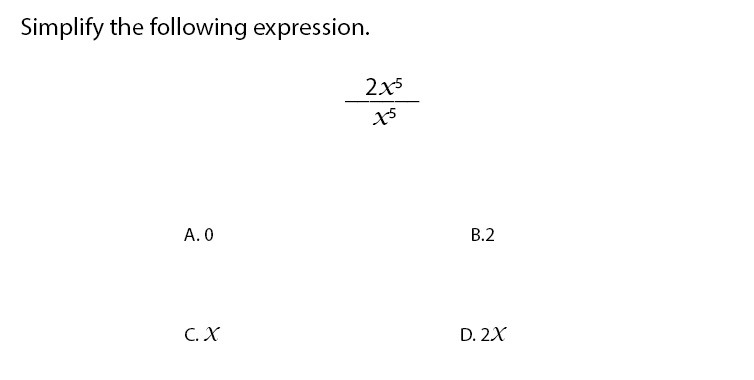 Simplify the following expression.
2x⁵
x⁵
A. 0
B.2
C. X
D. 2X